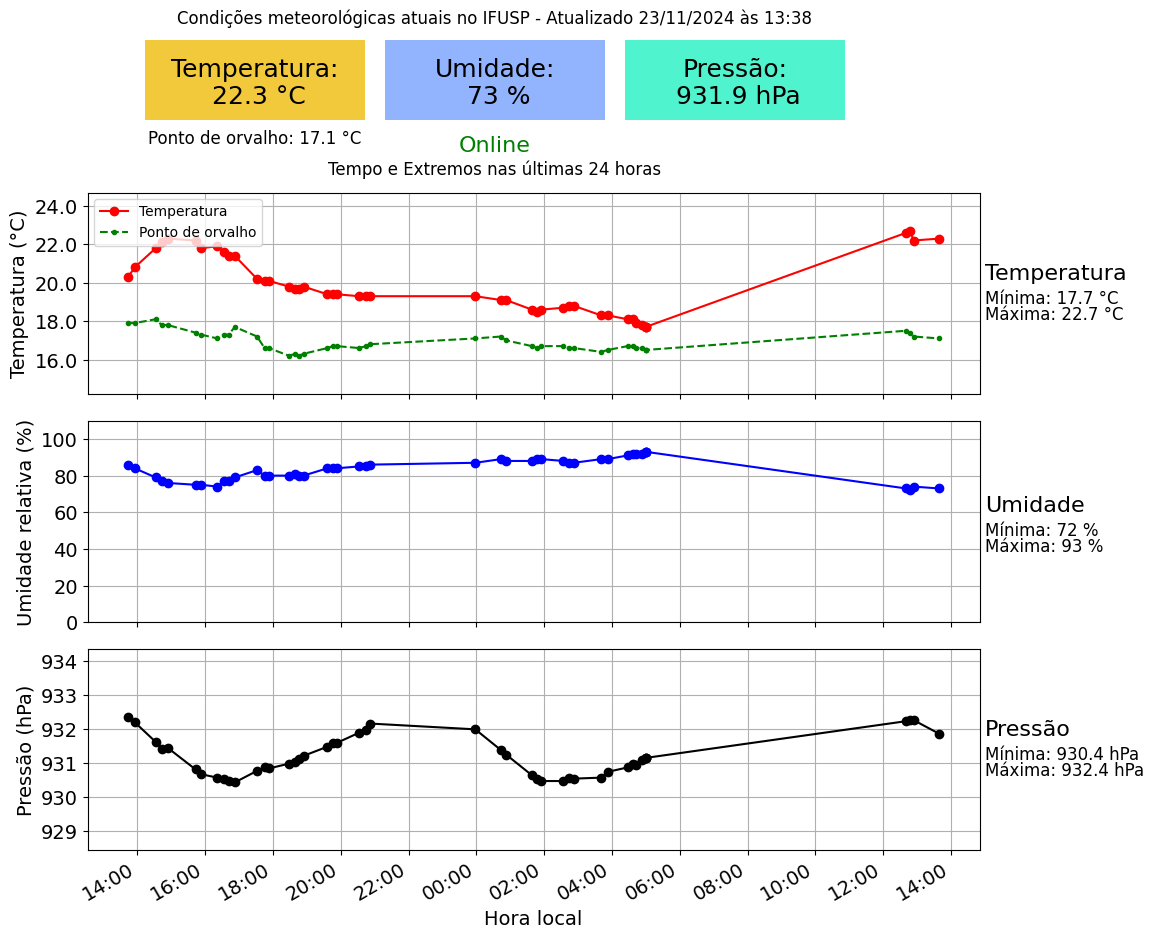 Condições meteorológicas atuais no IFUSP - Atualizado 23/11/2024 às 13:38
Temperatura:
22.3 °C
Umidade:
73 %
Pressão:
931.9 hPa
Ponto de orvalho: 17.1 °C
Online
Tempo e Extremos nas últimas 24 horas
Temperatura (°C)
24.0
22.0
20.0
18.0
16.0
Temperatura
Ponto de orvalho
Temperatura
Mínima: 17.7 °C
Máxima: 22.7 °C
Umidade relativa (%)
100
80
60
40
20
0
Umidade
Mínima: 72 %
Máxima: 93 %
Pressão (hPa)
934
933
932
931
930
929
Pressão
Mínima: 930.4 hPa
Máxima: 932.4 hPa
14:00 16:00 18:00 20:00 22:00 00:00 02:00 04:00 06:00 08:00 10:00 12:00 14:00
Hora local